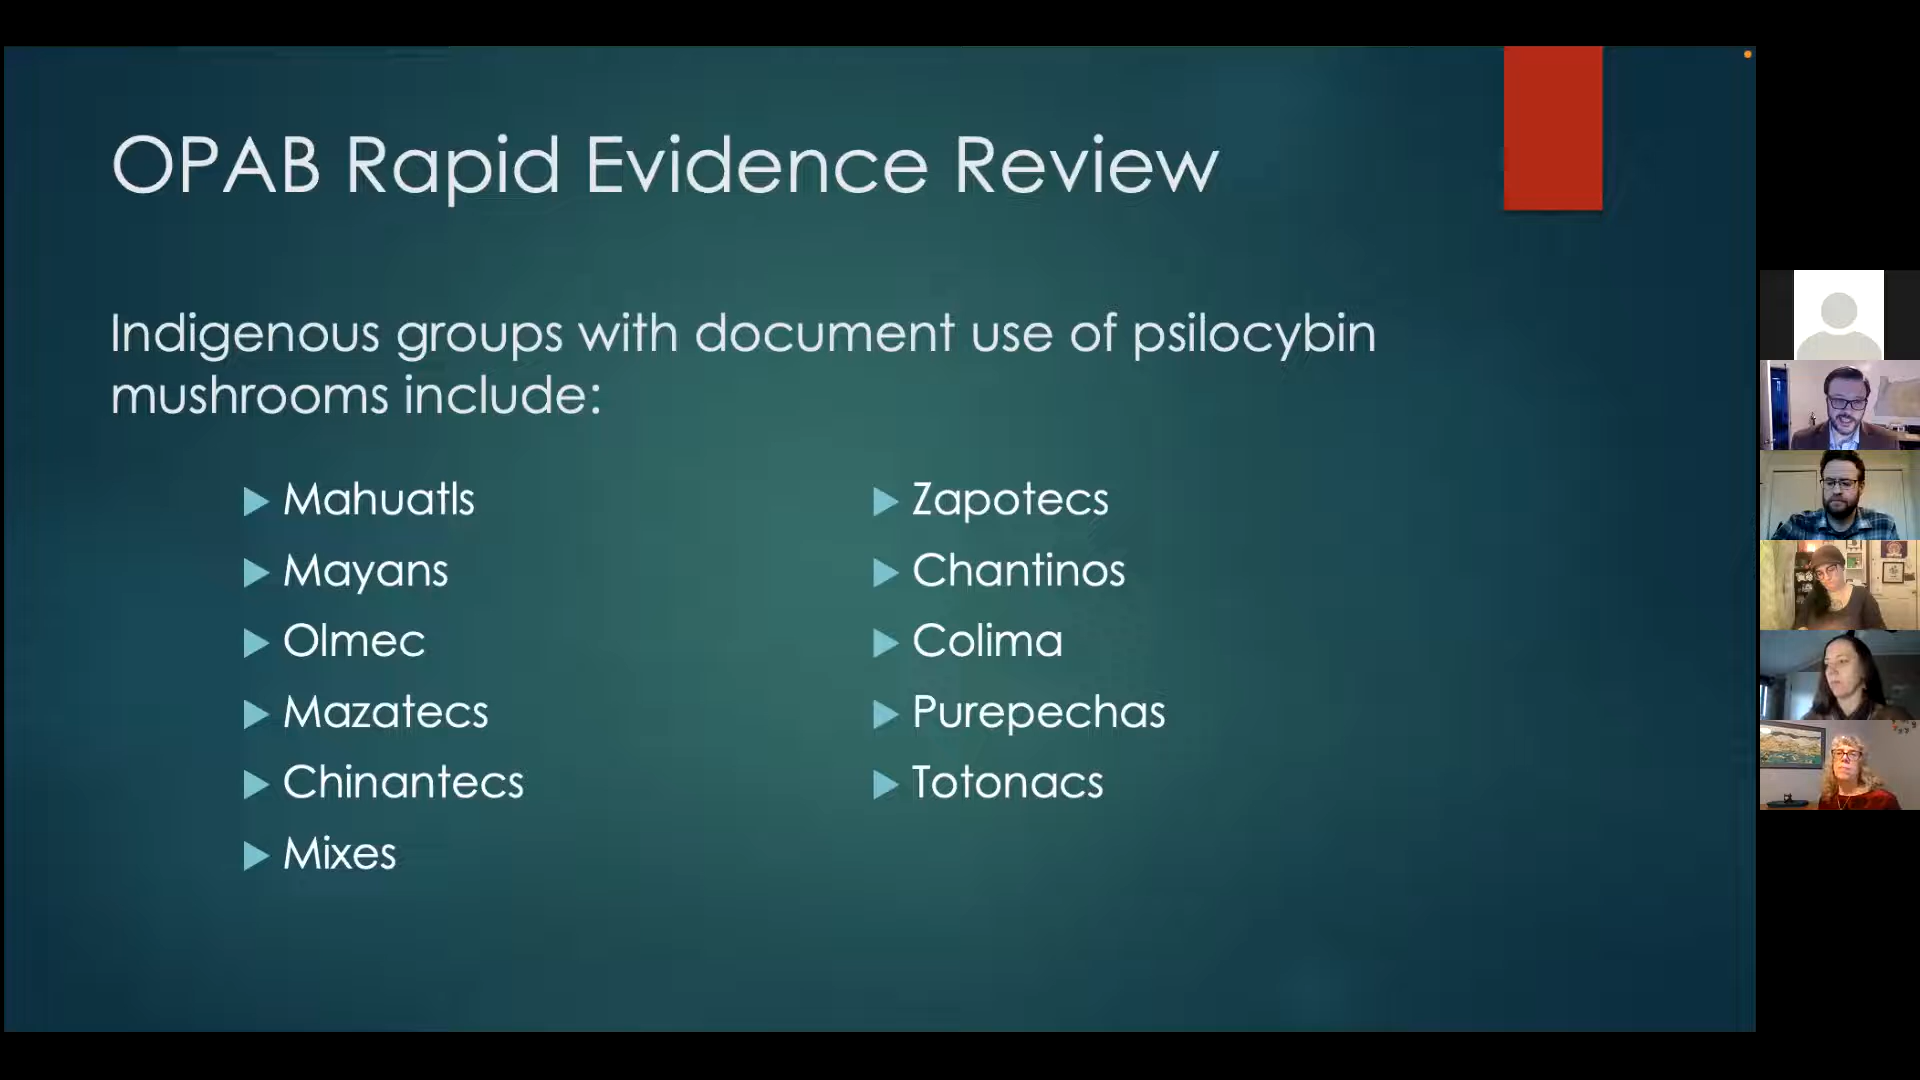 OPAB Rapid Evidence Review
Indigenous groups with document use of psilocybin
mushrooms include:
Mahuatls
Mayans
Olmec
Mazatecs
Chinantecs
Mixes
Zapotecs
Chantinos
Colima
Purepechas
Totonacs